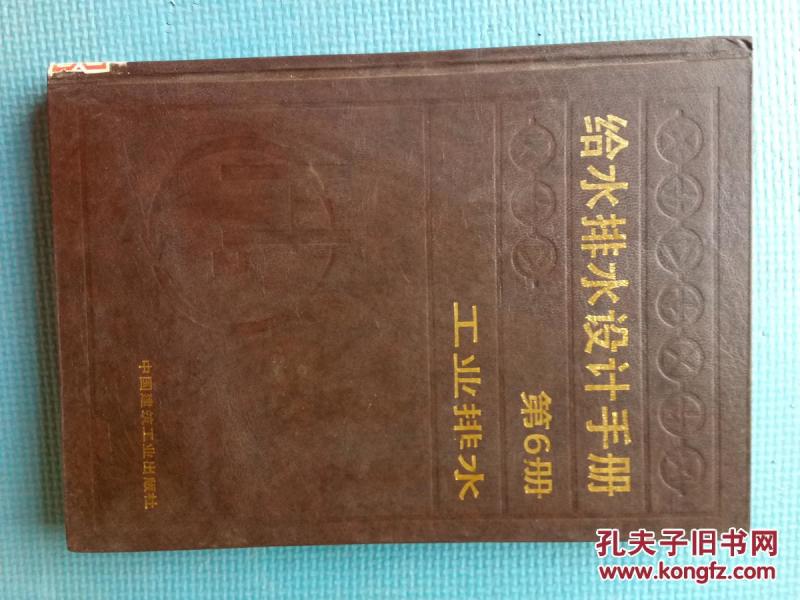 给水排水设计手册
第6册
工业排水
中国建筑工业出版社
孔夫子旧书网
www.kongfz.com